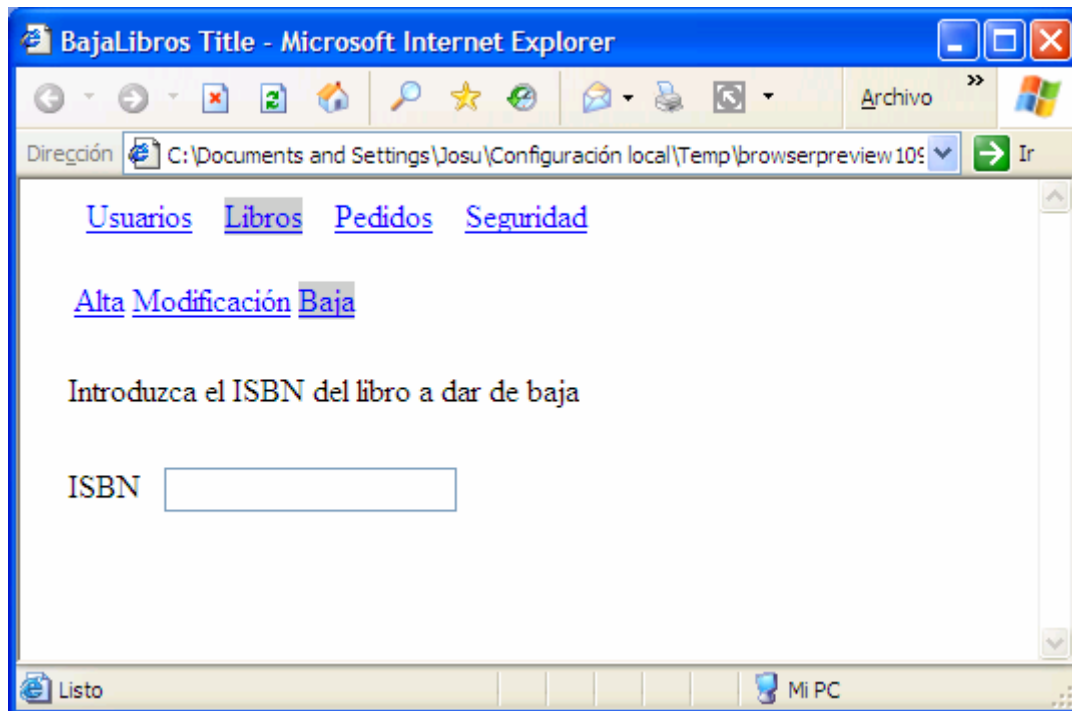 BajaLibros Title - Microsoft Internet Explorer
Archivo »
Dirección C:\Documents and Settings\Josu\Configuración local\Temp\browserpreview109 Ir
Usuarios Libros Pedidos Seguridad
Alta Modificación Baja
Introduzca el ISBN del libro a dar de baja
ISBN
Listo Mi PC